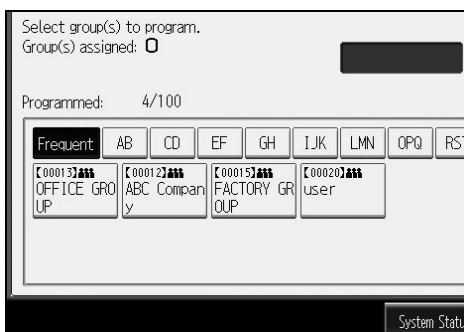 Select group(s) to program.
Group(s) assigned: 0
Programmed: 4/100
Frequent AB CD EF GH IJK LMN OPQ RST
【00013】 【00012】 【00015】 【00020】
OFFICE GRO ABC Compan FACTORY GR user
UP y OUP
System Statu